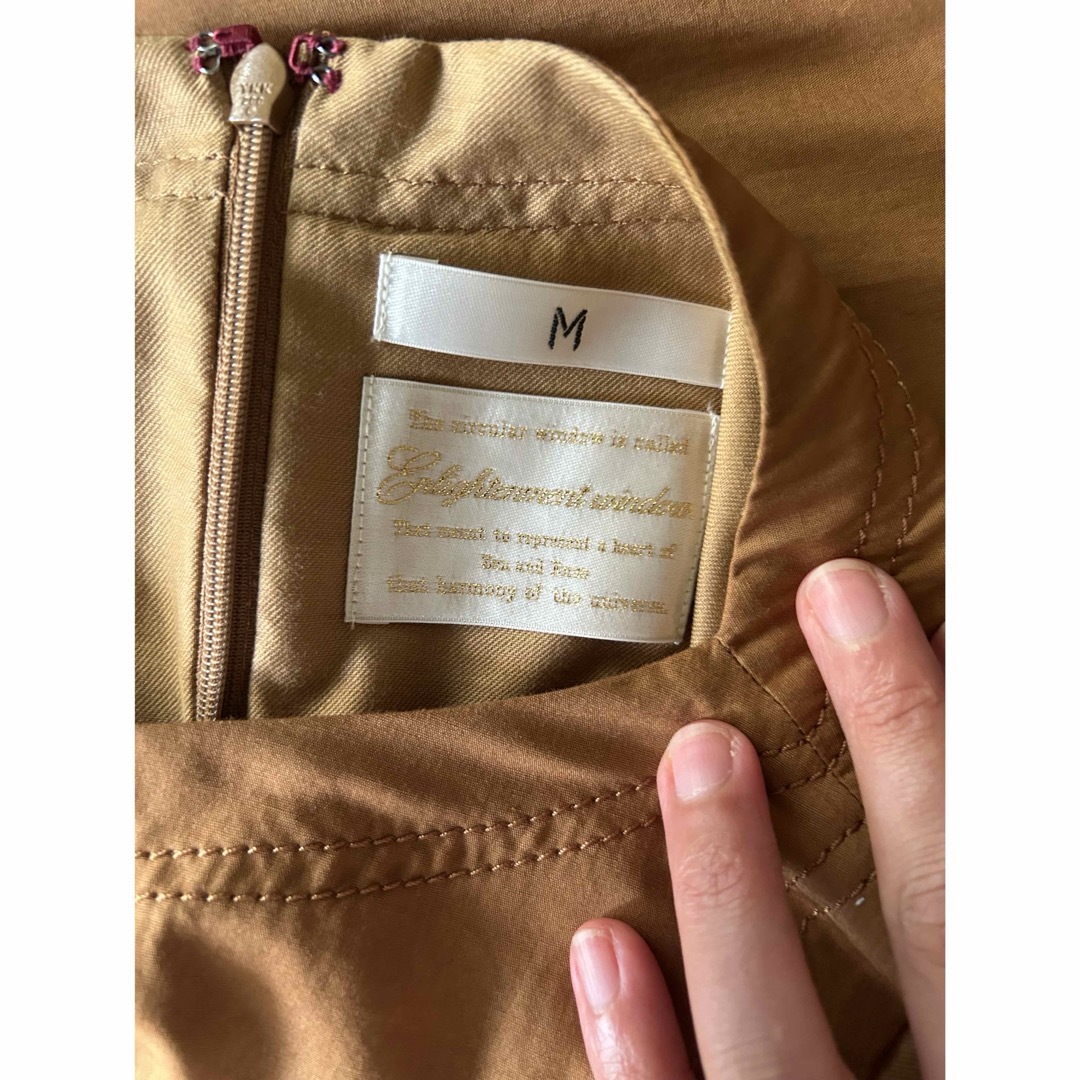 YKK
M
The circular window is called
Enlightenment window
That meant to represent a heart of
Zen and
that harmony of the universe.